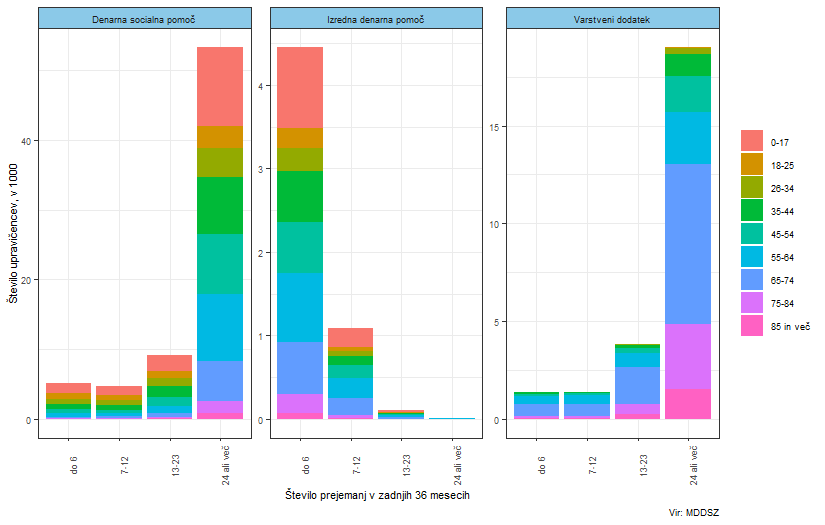 Denarna socialna pomoč
Izredna denarna pomoč
Varstveni dodatek
Število upravičencev, v 1000
40
20
0
4
3
2
1
0
15
10
5
0
do 6
7-12
13-23
24 ali več
do 6
7-12
13-23
24 ali več
do 6
7-12
13-23
24 ali več
Število prejemanj v zadnjih 36 mesecih
0-17
18-25
26-34
35-44
45-54
55-64
65-74
75-84
85 in več
Vir: MDDSZ